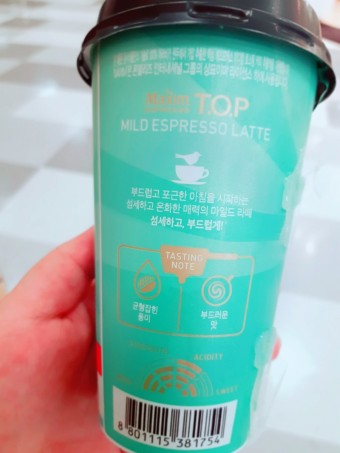 Maxim T.O.P
MILD ESPRESSO LATTE
부드럽고 포근한 아침을 시작하는
섬세하고 온화한 매력의 마일드 라떼
섬세하고, 부드럽게!
TASTING
NOTE
균형잡힌
풍미
부드러운
맛
ACIDITY
SWEET
8 801115 381754